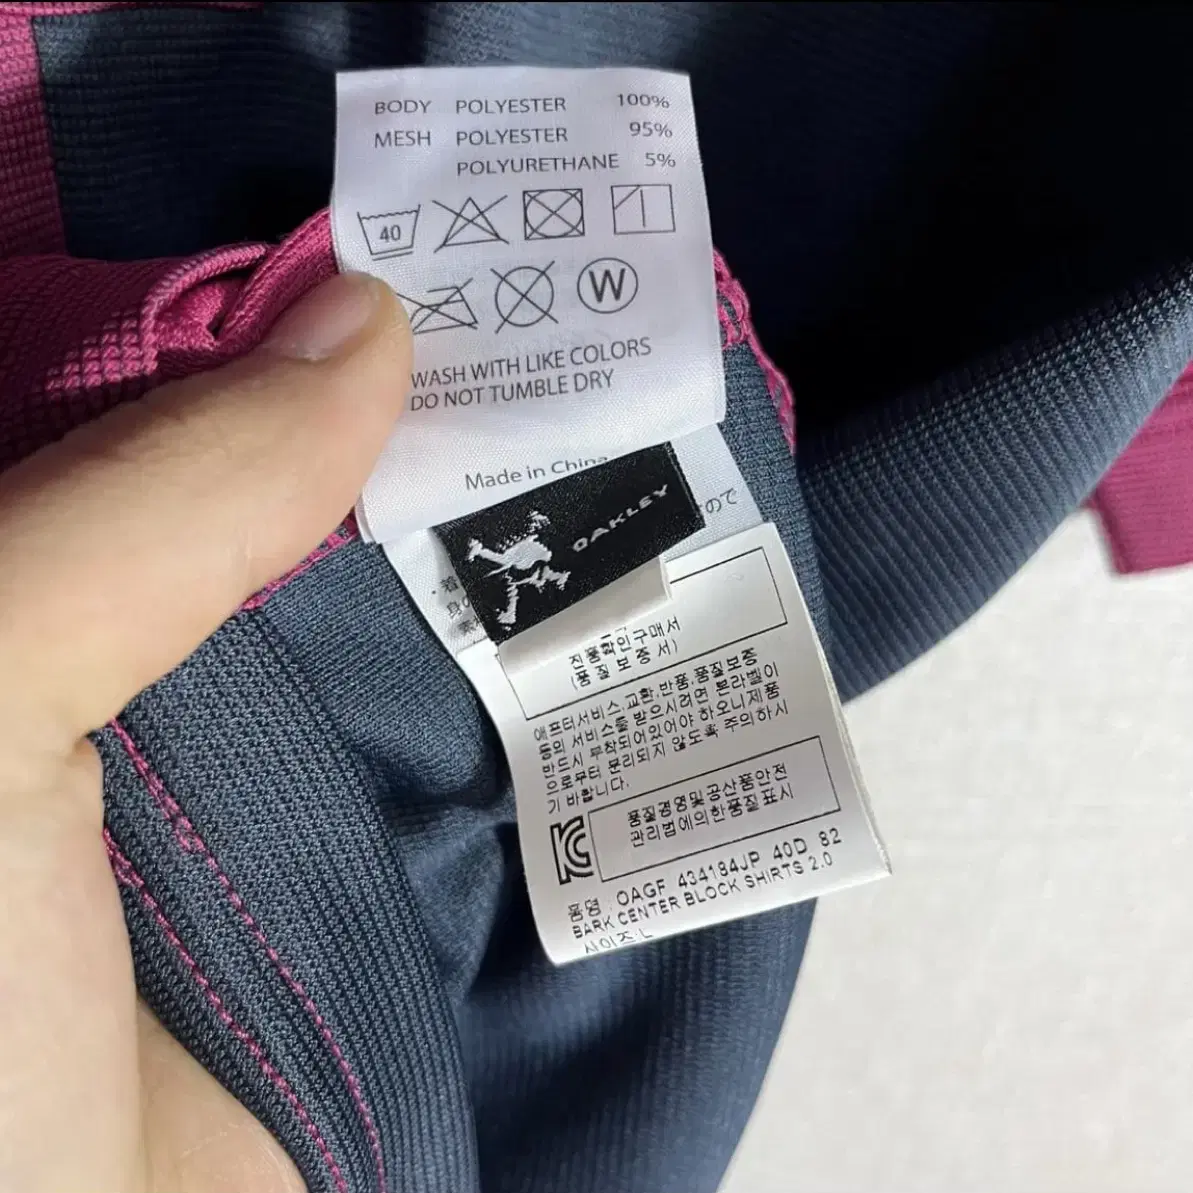 BODY POLYESTER 100%
MESH POLYESTER 95%
POLYURETHANE 5%
40
W
WASH WITH LIKE COLORS
DO NOT TUMBLE DRY
Made in China
OAKLEY
ので
・着
身の
진품확인구매서
(품질 보증 서)
애프터서비스,교환,반품,품질보증
등의 서비스를 받으시려면 본라벨이
반드시 부착되어있어야 하오니제품
으로부터 분리되지 않도록 주의하시
기 바랍니다.
품질경영및공산품안전
관리법에의한품질표시
품명 : OAGF 434184JP 40D 82
BARK CENTER BLOCK SHIRTS 2.0
사이즈:L